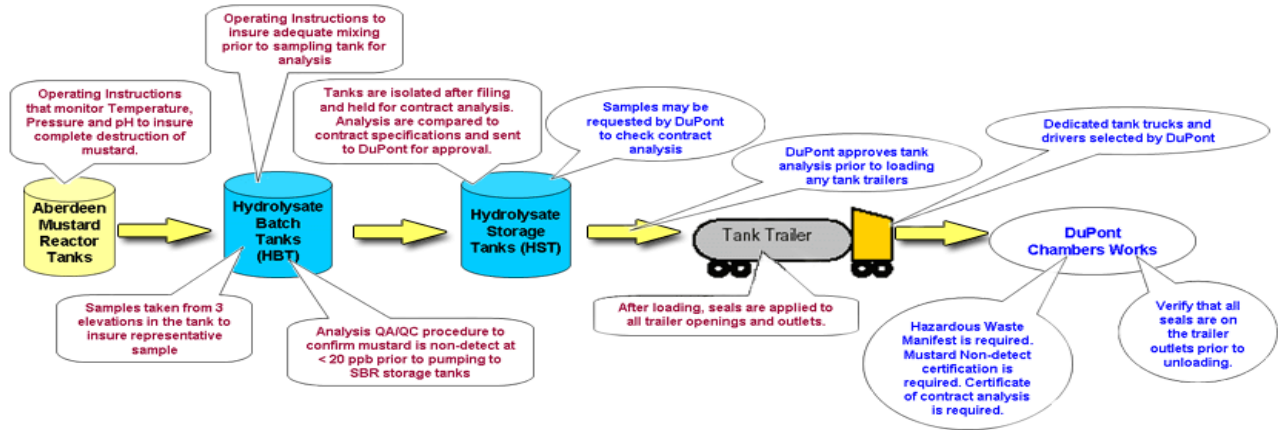 Operating Instructions to
insure adequate mixing
prior to sampling tank for
analysis
Operating Instructions
that monitor Temperature,
Pressure and pH to insure
complete destruction of
mustard.
Tanks are isolated after filing
and held for contract analysis.
Analysis are compared to
contract specifications and sent
to DuPont for approval.
Samples may be
requested by DuPont
to check contract
analysis
DuPont approves tank
analysis prior to loading
any tank trailers
Dedicated tank trucks and
drivers selected by DuPont
Aberdeen
Mustard
Reactor
Tanks
Hydrolysate
Batch
Tanks
(HBT)
Hydrolysate
Storage
Tanks (HST)
Tank Trailer
DuPont
Chambers Works
Samples taken from 3
elevations in the tank to
insure representative
sample
Analysis QA/QC procedure to
confirm mustard is non-detect at
< 20 ppb prior to pumping to
SBR storage tanks
After loading, seals are applied to
all trailer openings and outlets.
Hazardous Waste
Manifest is required.
Mustard Non-detect
certification is
required. Certificate
of contract analysis
is required.
Verify that all
seals are on
the trailer
outlets prior to
unloading.